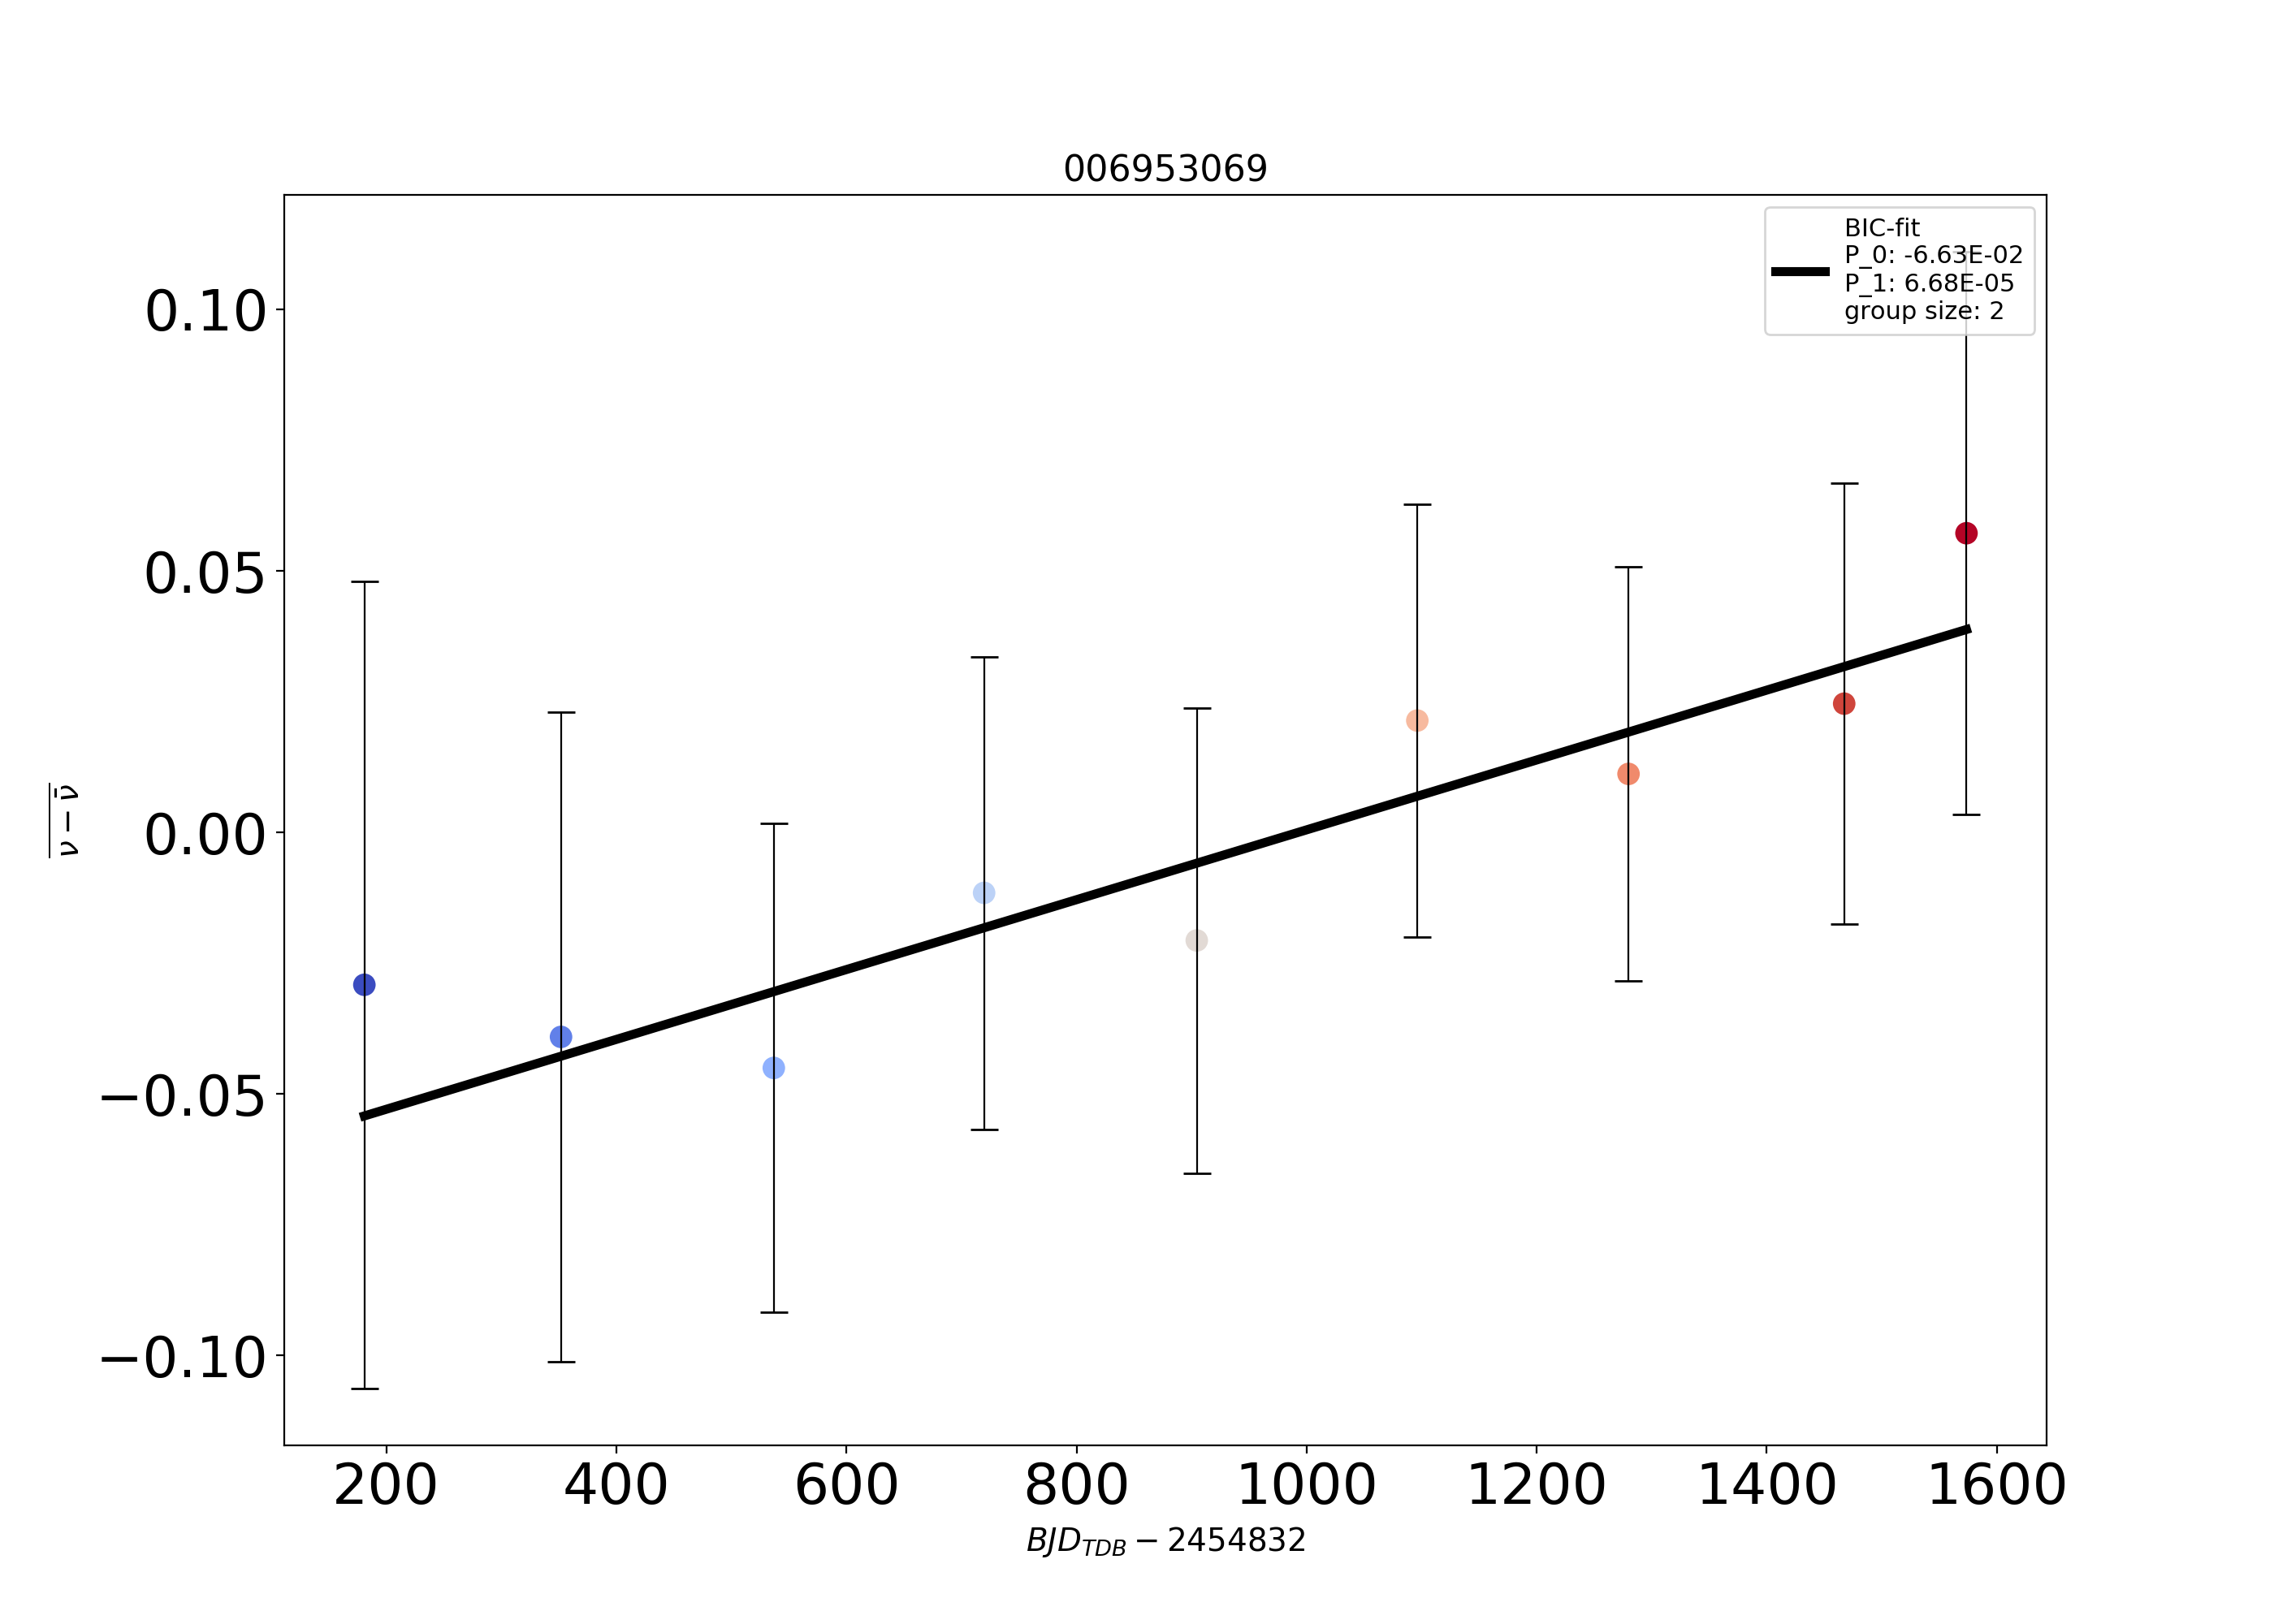 006953069
BIC-fit
P_0: -6.63E-02
P_1: 6.68E-05
group size: 2
0.10
0.05
0.00
−0.05
−0.10
ν − ν̄
200 400 600 800 1000 1200 1400 1600
BJD_TDB − 2454832